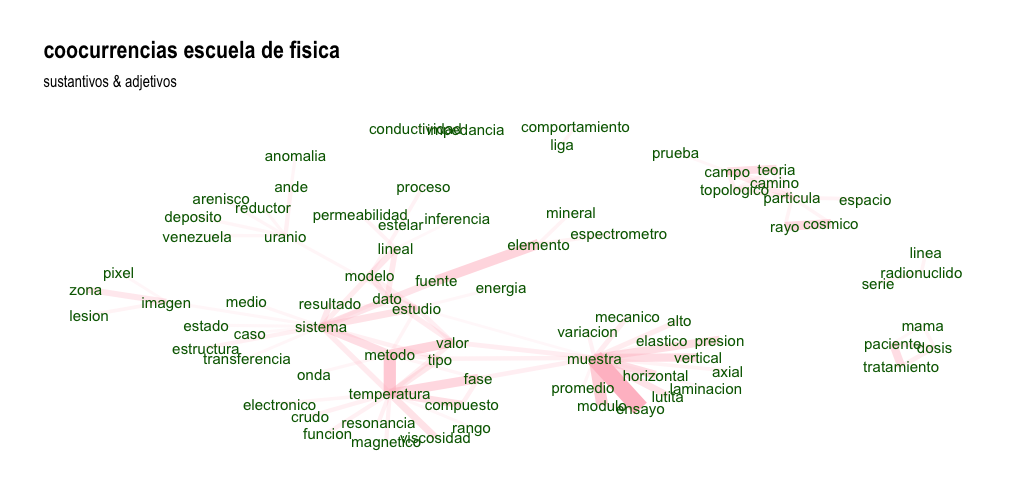 coocurrencias escuela de fisica
sustantivos & adjetivos
conductividad impedancia
comportamiento
liga
anomalia
prueba
campo teoria
camino
topologico
particula espacio
rayo cosmico
ande
arenisco
reductor
deposito
venezuela uranio
proceso
permeabilidad inferencia
estelar
lineal
mineral
espectrometro
elemento
linea
radionuclido
serie
pixel
zona
imagen
lesion
medio
modelo fuente
energia
resultado dato
estudio
estado
caso
sistema
estructura
transferencia
onda
valor
metodo
tipo
fase
temperatura
compuesto
electronico
crudo
funcion
resonancia
magnetico
viscosidad
rango
mecanico alto
variacion
elastico presion
muestra vertical
horizontal axial
promedio laminacion
lutita
modulo
ensayo
mama
paciente dosis
tratamiento